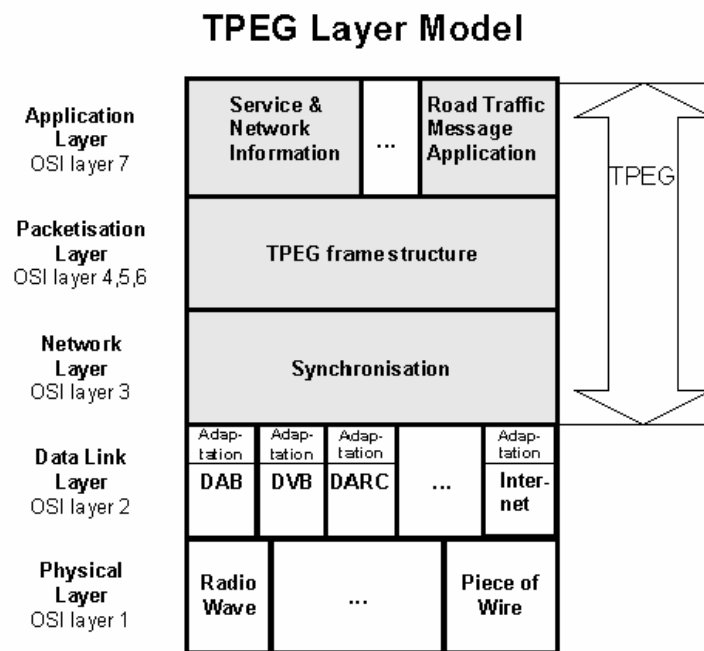 TPEG Layer Model
Application
Layer
OSI layer 7
Service &
Network
Information
...
Road Traffic
Message
Application
TPEG
Packetisation
Layer
OSI layer 4,5,6
TPEG frame structure
Network
Layer
OSI layer 3
Synchronisation
Data Link
Layer
OSI layer 2
Adap-
tation
DAB
Adap-
tation
DVB
Adap-
tation
DARC
...
Adap-
tation
Inter-
net
Physical
Layer
OSI layer 1
Radio
Wave
...
Piece of
Wire